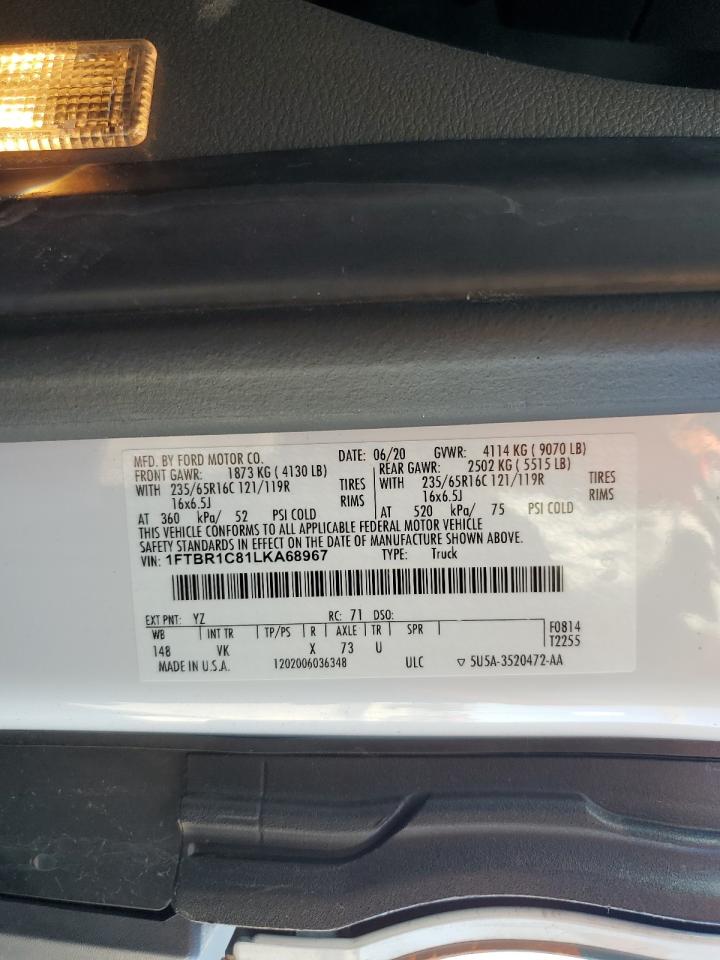 MFD. BY FORD MOTOR CO. DATE: 06/20 GVWR: 4114 KG ( 9070 LB)
FRONT GAWR: 1873 KG ( 4130 LB) REAR GAWR: 2502 KG ( 5515 LB)
WITH 235/65R16C 121/119R TIRES WITH 235/65R16C 121/119R TIRES
16x6.5J RIMS 16x6.5J RIMS
AT 360 kPa/ 52 PSI COLD AT 520 kPa/ 75 PSI COLD
THIS VEHICLE CONFORMS TO ALL APPLICABLE FEDERAL MOTOR VEHICLE
SAFETY STANDARDS IN EFFECT ON THE DATE OF MANUFACTURE SHOWN ABOVE.
VIN: 1FTBR1C81LKA68967 TYPE: Truck
EXT PNT: YZ RC: 71 DSO:
WB INT TR TP/PS R AXLE TR SPR F0814
148 VK X 73 U T2255
MADE IN U.S.A. 1202006036348 ULC ▽ 5U5A-3520472-AA